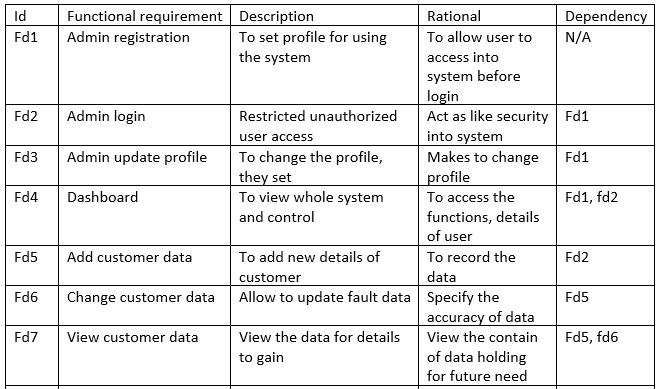 Id Functional requirement Description Rational Dependency
Fd1 Admin registration To set profile for using To allow user to N/A
the system access into
system before
login
Fd2 Admin login Restricted unauthorized Act as like security Fd1
user access into system
Fd3 Admin update profile To change the profile, Makes to change Fd1
they set profile
Fd4 Dashboard To view whole system To access the Fd1, fd2
and control functions, details
of user
Fd5 Add customer data To add new details of To record the Fd2
customer data
Fd6 Change customer data Allow to update fault data Specify the Fd5
accuracy of data
Fd7 View customer data View the data for details View the contain Fd5, fd6
to gain of data holding
for future need